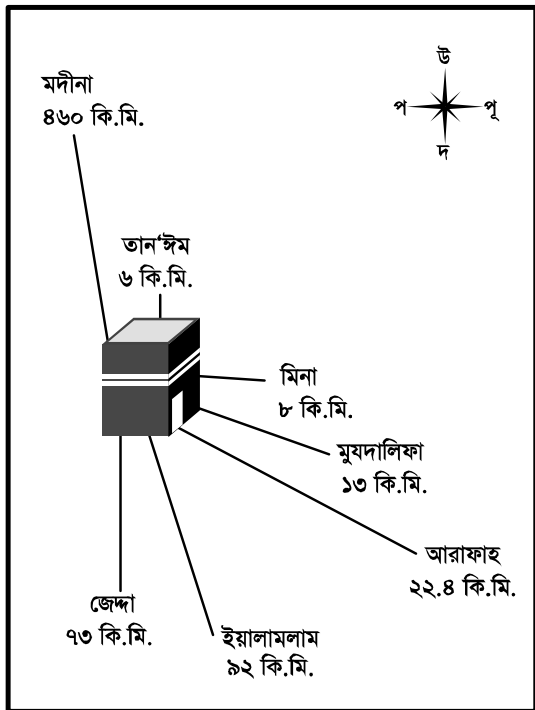 উ
প
পূ
দ
মদীনা
৪৬০ কি.মি.
তান‘ঈম
৬ কি.মি.
মিনা
৮ কি.মি.
মুযদালিফা
১৩ কি.মি.
আরাফাহ
২২.৪ কি.মি.
জেদ্দা
৭৩ কি.মি.
ইয়ালামলাম
৯২ কি.মি.